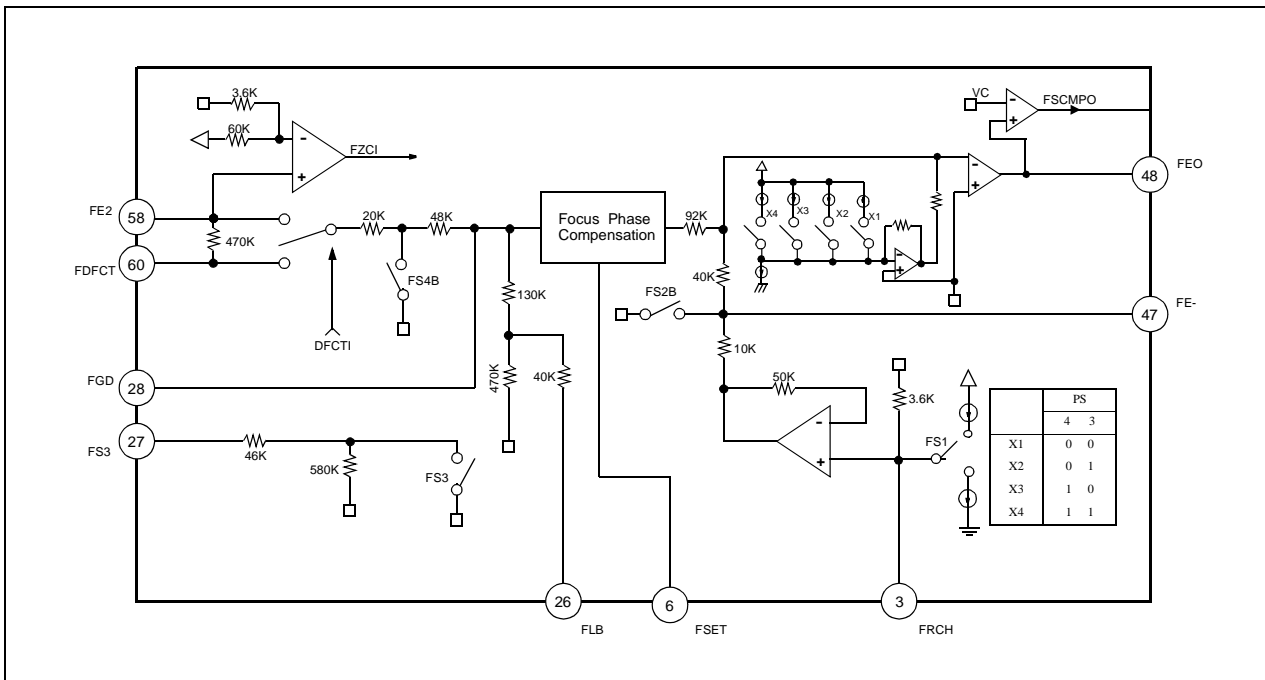 3.6K
VC
FSCMPO
60K
FZCI
48
FEO
X4
X3
X2
X1
FE2
58
20K
48K
Focus Phase
Compensation
92K
470K
60
FDFCT
FS4B
40K
130K
FS2B
47
FE-
DFCTI
10K
470K
40K
50K
3.6K
FGD
28
PS
4 3
X1 0 0
X2 0 1
X3 1 0
X4 1 1
27
FS3
46K
580K
FS3
FS1
26
FLB
6
FSET
3
FRCH